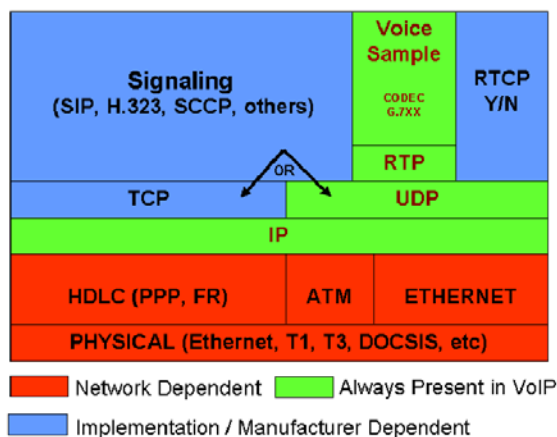 Signaling
(SIP, H.323, SCCP, others)
Voice
Sample
CODEC
G.7XX
RTCP
Y/N
RTP
OR
TCP
UDP
IP
HDLC (PPP, FR)
ATM
ETHERNET
PHYSICAL (Ethernet, T1, T3, DOCSIS, etc)
Network Dependent
Always Present in VoIP
Implementation / Manufacturer Dependent